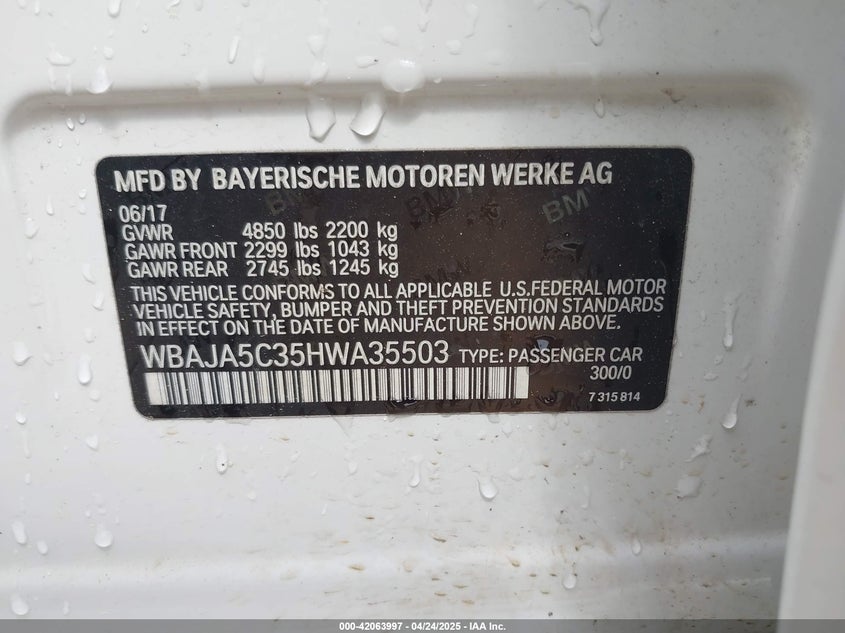 MFD BY BAYERISCHE MOTOREN WERKE AG
06/17
GVWR 4850 lbs 2200 kg
GAWR FRONT 2299 lbs 1043 kg
GAWR REAR 2745 lbs 1245 kg
THIS VEHICLE CONFORMS TO ALL APPLICABLE U.S.FEDERAL MOTOR
VEHICLE SAFETY, BUMPER AND THEFT PREVENTION STANDARDS
IN EFFECT ON THE DATE OF MANUFACTURE SHOWN ABOVE.
WBAJA5C35HWA35503 TYPE: PASSENGER CAR
300/0
7 315 814
000-42063997 - 04/24/2025 - IAA Inc.